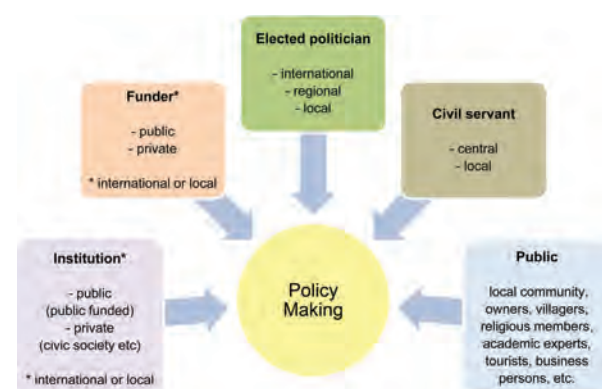 Elected politician
- international
- regional
- local
Funder*
- public
- private
* international or local
Civil servant
- central
- local
Institution*
- public
(public funded)
- private
(civic society etc)
* international or local
Policy
Making
Public
local community,
owners, villagers,
religious members,
academic experts,
tourists, business
persons, etc.